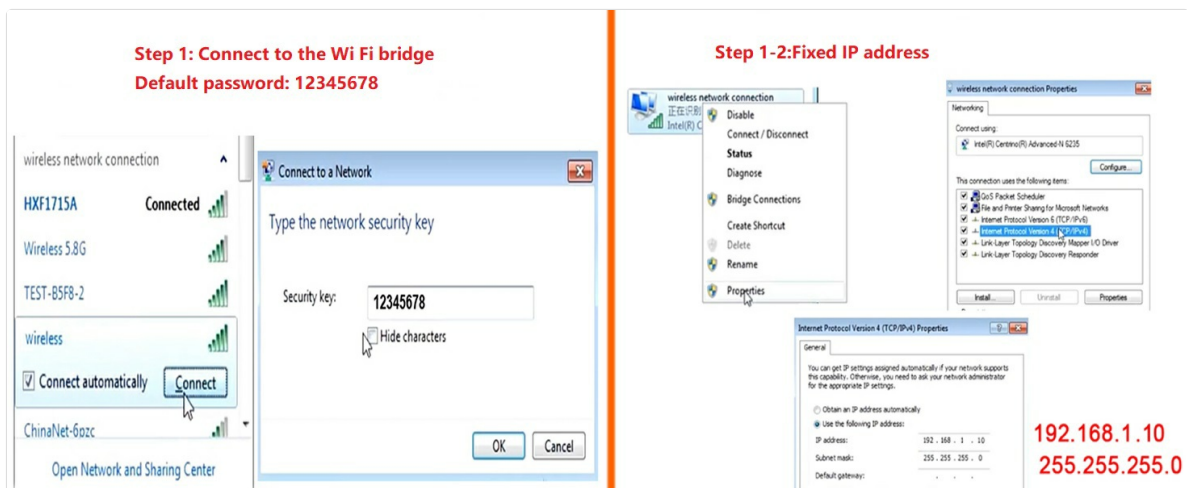 Step 1: Connect to the Wi Fi bridge
Default password: 12345678
wireless network connection
HXF1715A Connected
Wireless 5.8G
TEST-B5F8-2
wireless
Connect automatically Connect
ChinaNet-6pzc
Open Network and Sharing Center
Connect to a Network
Type the network security key
Security key: 12345678
Hide characters
OK Cancel
Step 1-2:Fixed IP address
wireless network connection
正在识别
Intel(R) C
Disable
Connect / Disconnect
Status
Diagnose
Bridge Connections
Create Shortcut
Delete
Rename
Properties
wireless network connection Properties
Networking
Connect using:
Intel(R) Centrino(R) Advanced-N 6235
Configure...
This connection uses the following items:
QoS Packet Scheduler
File and Printer Sharing for Microsoft Networks
Internet Protocol Version 6 (TCP/IPv6)
Internet Protocol Version 4 (TCP/IPv4)
Link-Layer Topology Discovery Mapper I/O Driver
Link-Layer Topology Discovery Responder
Install... Uninstall Properties
Internet Protocol Version 4 (TCP/IPv4) Properties
General
You can get IP settings assigned automatically if your network supports
this capability. Otherwise, you need to ask your network administrator
for the appropriate IP settings.
Obtain an IP address automatically
Use the following IP address:
IP address: 192 . 168 . 1 . 10
Subnet mask: 255 . 255 . 255 . 0
Default gateway: . . .
192.168.1.10
255.255.255.0